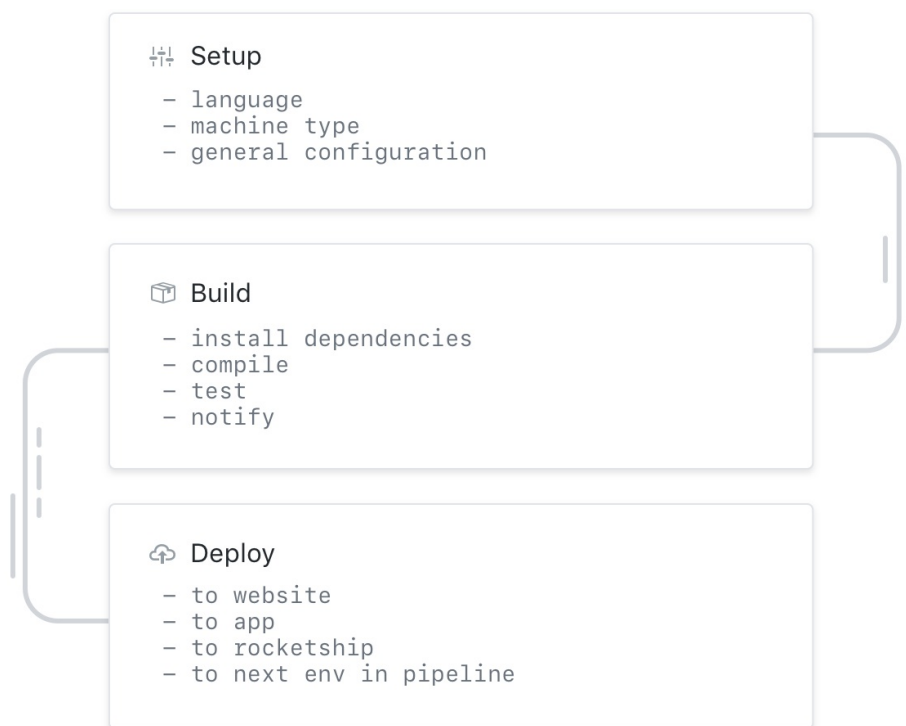 Setup
– language
– machine type
– general configuration
Build
– install dependencies
– compile
– test
– notify
Deploy
– to website
– to app
– to rocketship
– to next env in pipeline